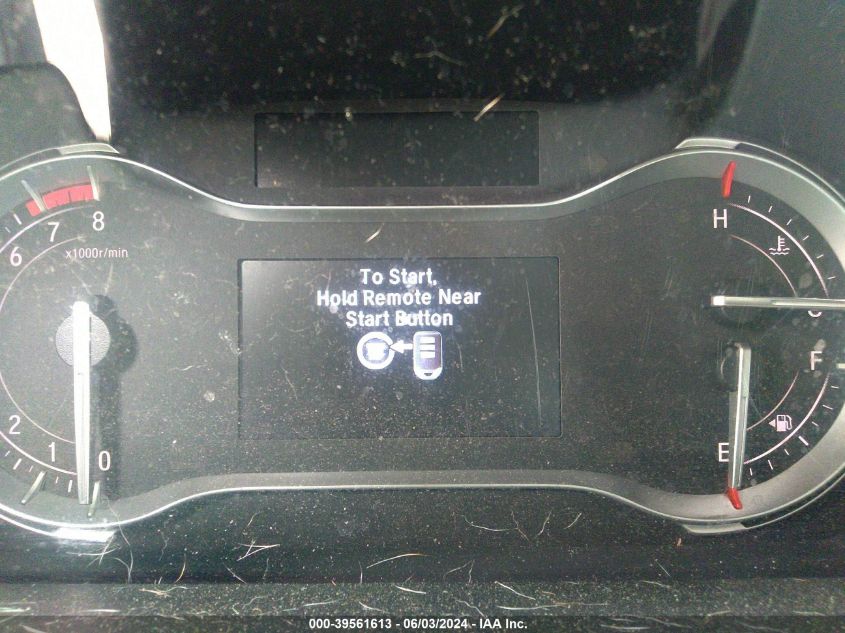 To Start,
Hold Remote Near
Start Button
8
7
6
x1000r/min
2
1
0
H
C
F
E
000-39561613 - 06/03/2024 - IAA Inc.